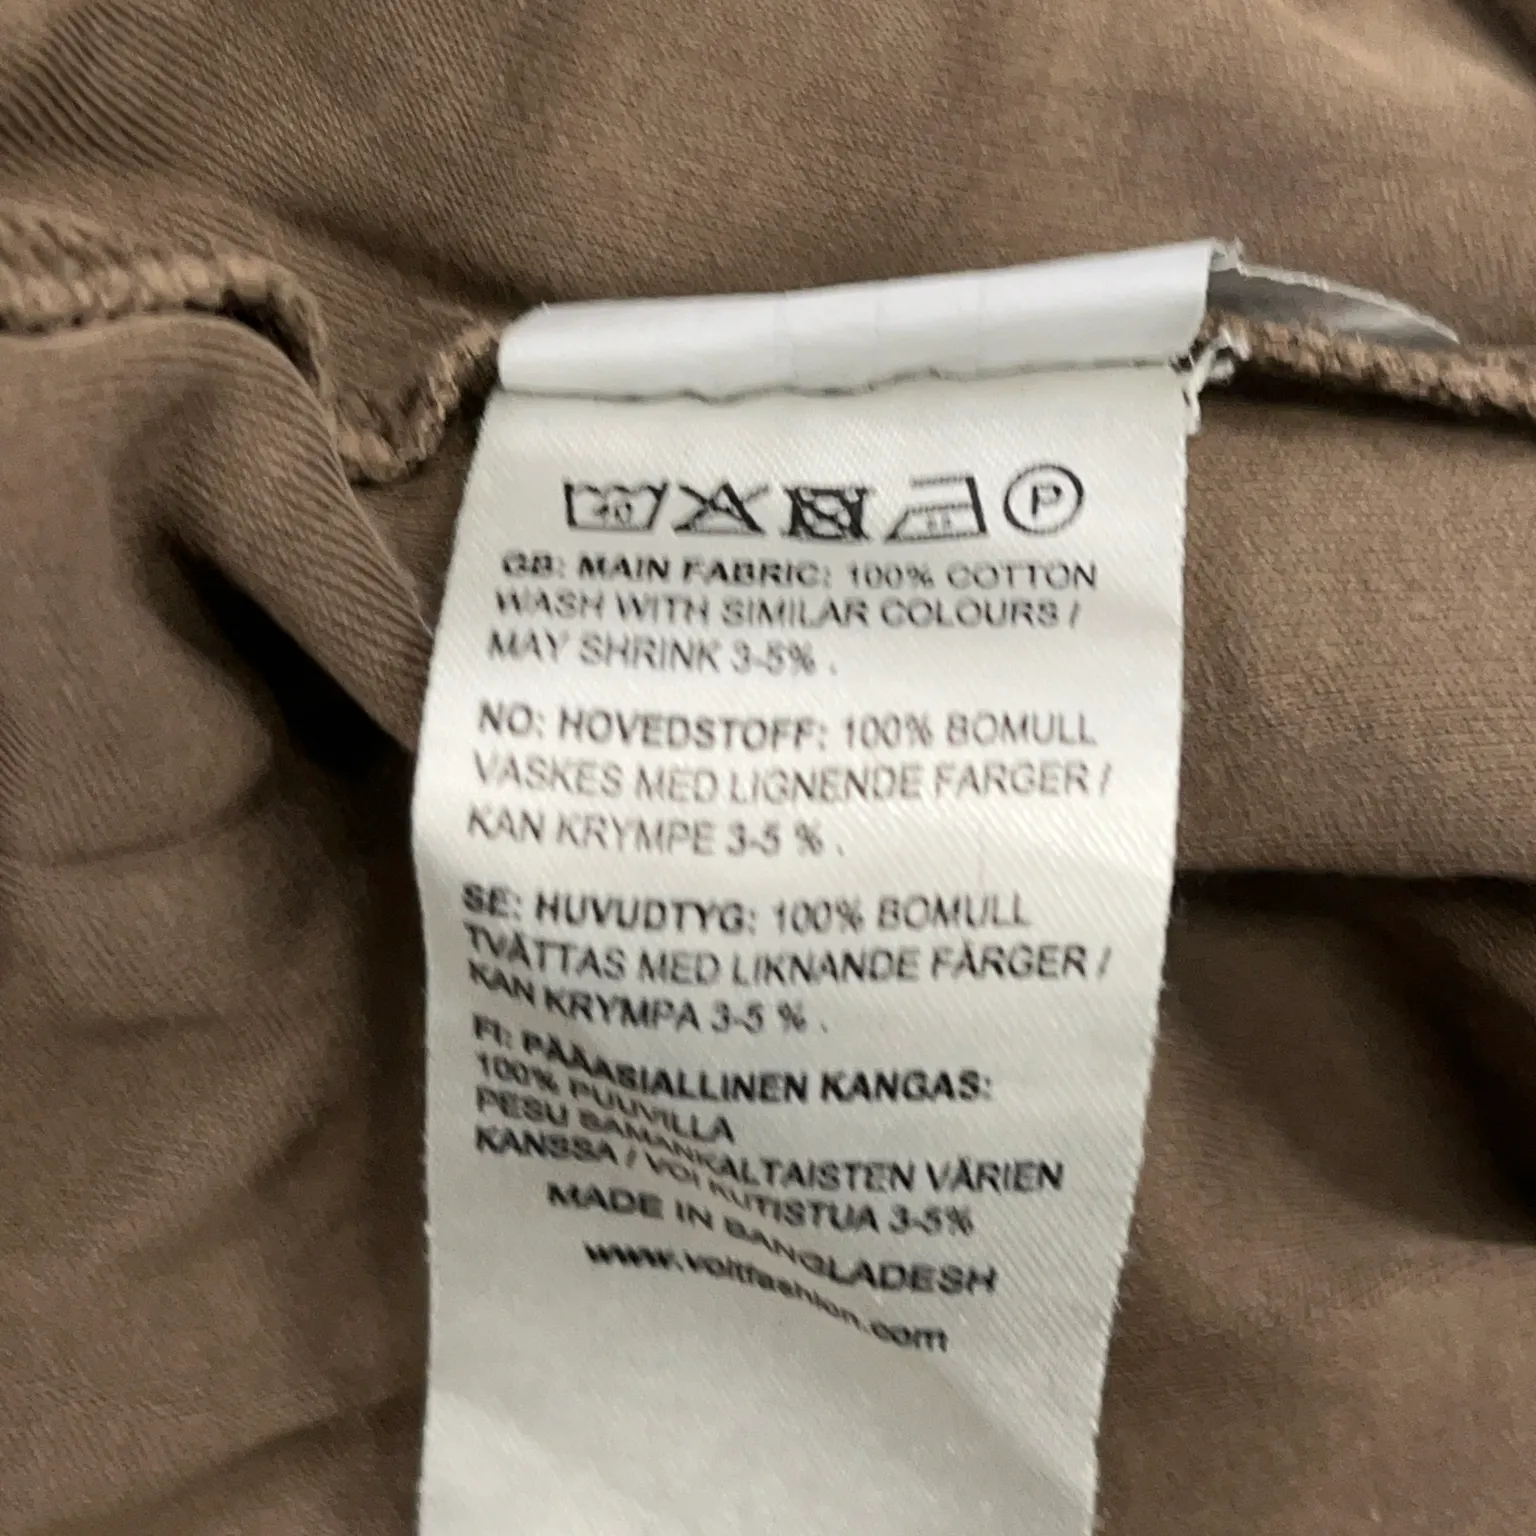 40
P
GB: MAIN FABRIC: 100% COTTON
WASH WITH SIMILAR COLOURS /
MAY SHRINK 3-5% .
NO: HOVEDSTOFF: 100% BOMULL
VASKES MED LIGNENDE FARGER /
KAN KRYMPE 3-5 % .
SE: HUVUDTYG: 100% BOMULL
TVÄTTAS MED LIKNANDE FÄRGER /
KAN KRYMPA 3-5 % .
FI: PÄÄASIALLINEN KANGAS:
100% PUUVILLA
PESU SAMANKALTAISTEN VÄRIEN
KANSSA / VOI KUTISTUA 3-5%
MADE IN BANGLADESH
www.voltfashion.com